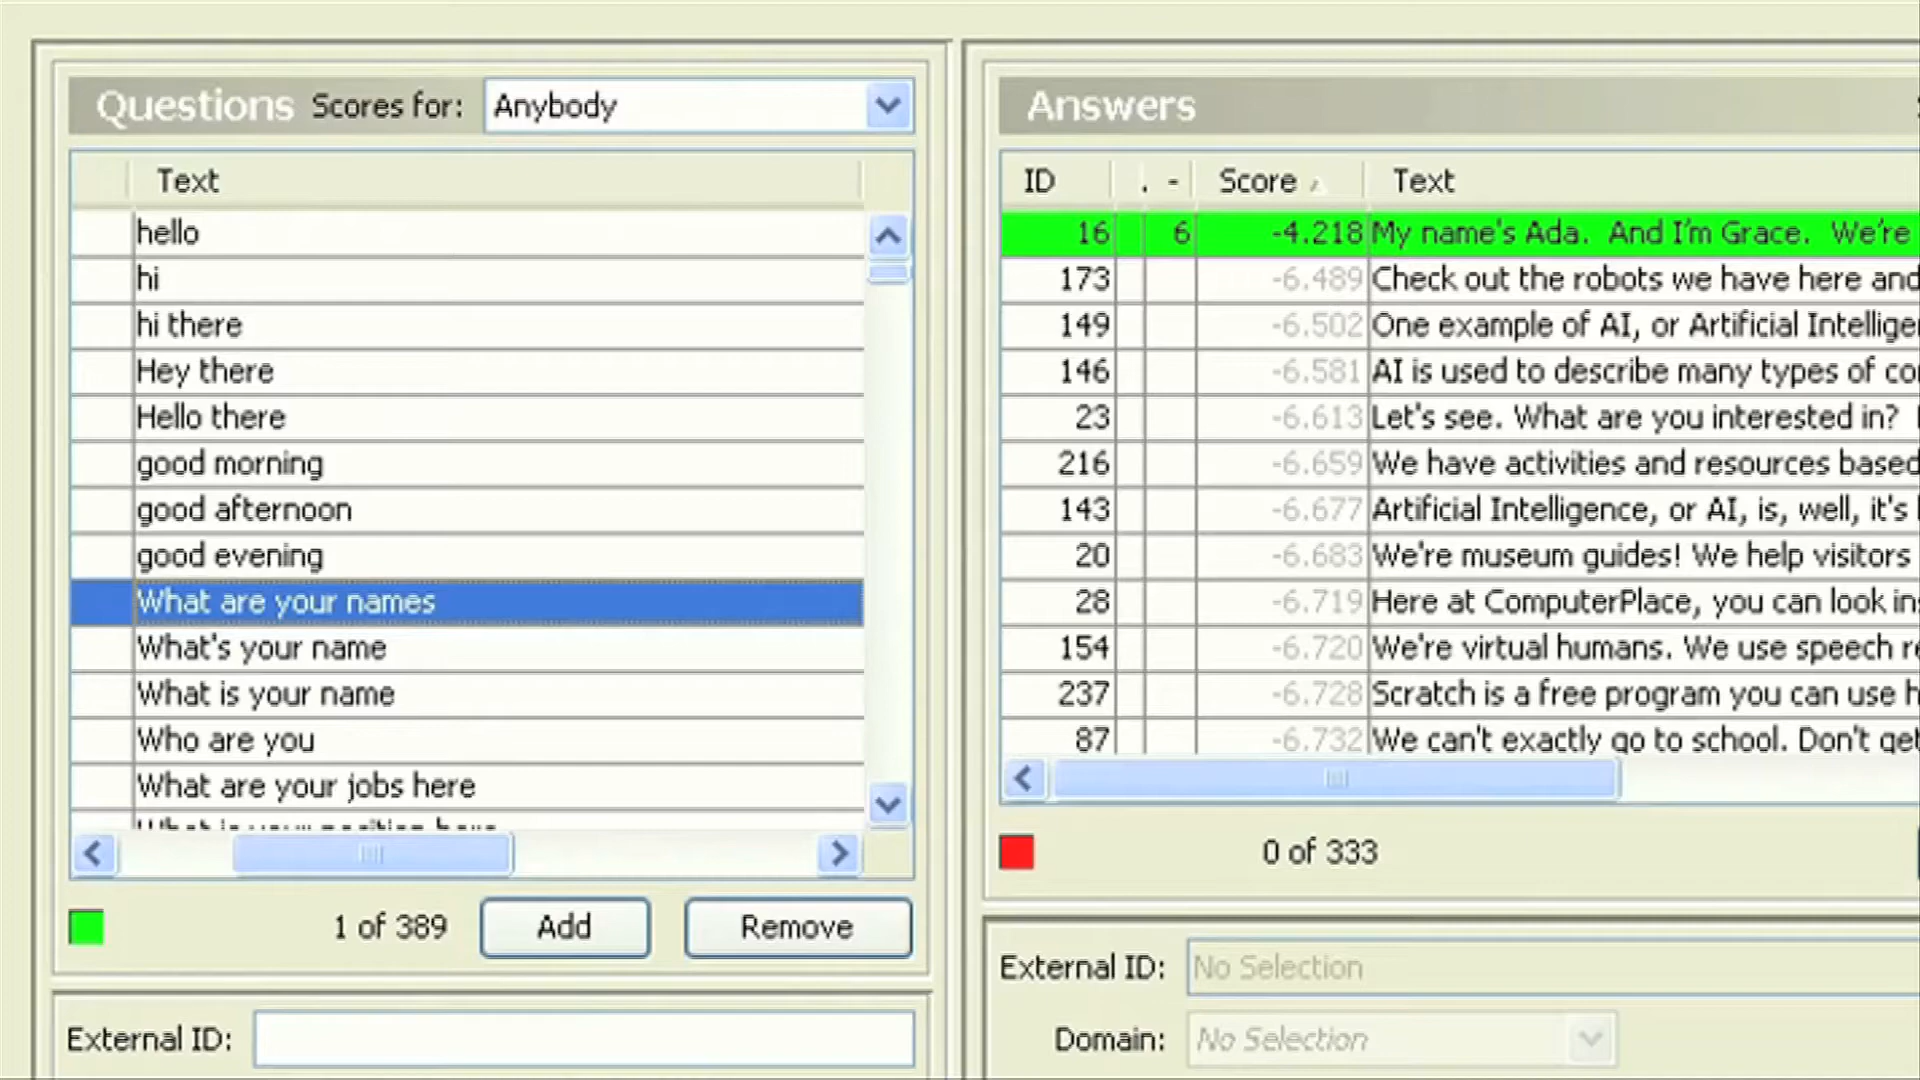 Questions Scores for: Anybody
Text
hello
hi
hi there
Hey there
Hello there
good morning
good afternoon
good evening
What are your names
What's your name
What is your name
Who are you
What are your jobs here
1 of 389 Add Remove
External ID:
Answers
ID . - Score Text
16 6 -4.218 My name's Ada. And I'm Grace. We're
173 -6.489 Check out the robots we have here and
149 -6.502 One example of AI, or Artificial Intellige
146 -6.581 AI is used to describe many types of co
23 -6.613 Let's see. What are you interested in?
216 -6.659 We have activities and resources based
143 -6.677 Artificial Intelligence, or AI, is, well, it's
20 -6.683 We're museum guides! We help visitors
28 -6.719 Here at ComputerPlace, you can look in
154 -6.720 We're virtual humans. We use speech re
237 -6.728 Scratch is a free program you can use h
87 -6.732 We can't exactly go to school. Don't get
0 of 333
External ID: No Selection
Domain: No Selection